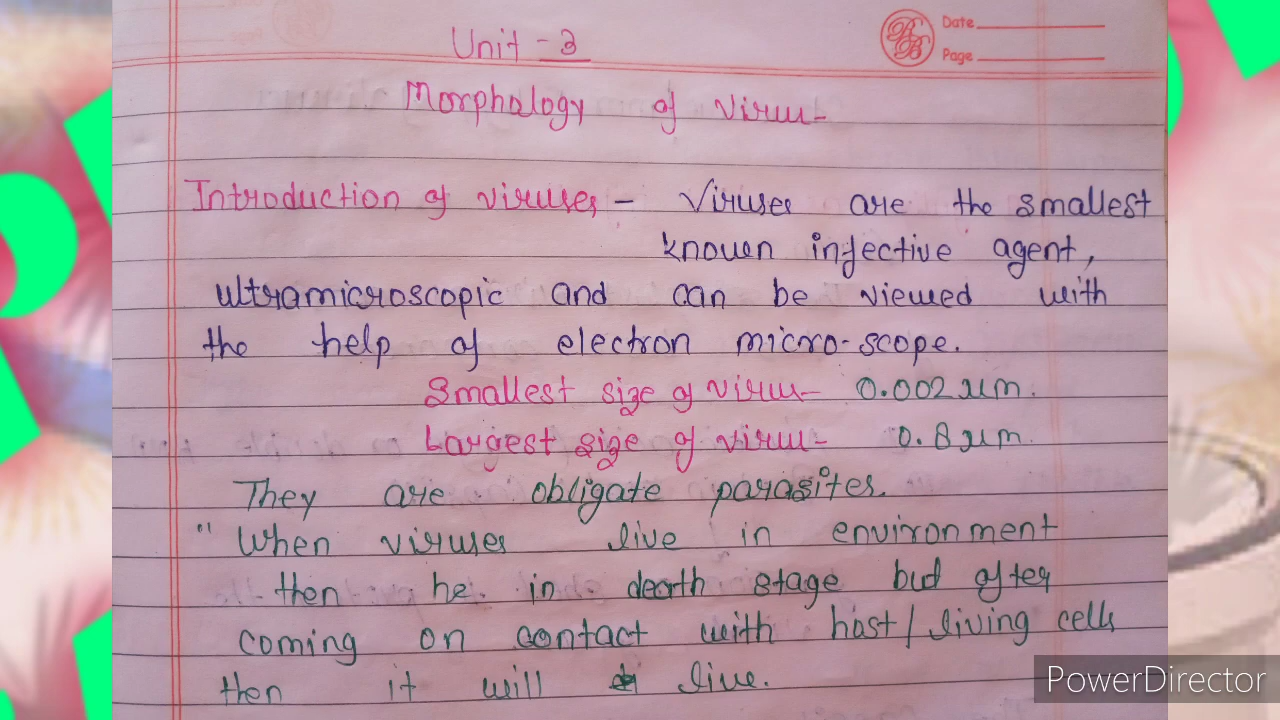 Unit - 3
Date
Page
Morphology of virus-
Introduction of viruses - Viruses are the smallest
knowen infective agent,
ultramicroscopic and can be viewed with
the help of electron micro-scope.
Smallest size of virus- 0.002 um.
Largest size of virus- 0.8 um.
They are obligate parasites.
" When viruses live in environment
then he in death stage but after
coming on contact with host/living cells
then it will live.
PowerDirector